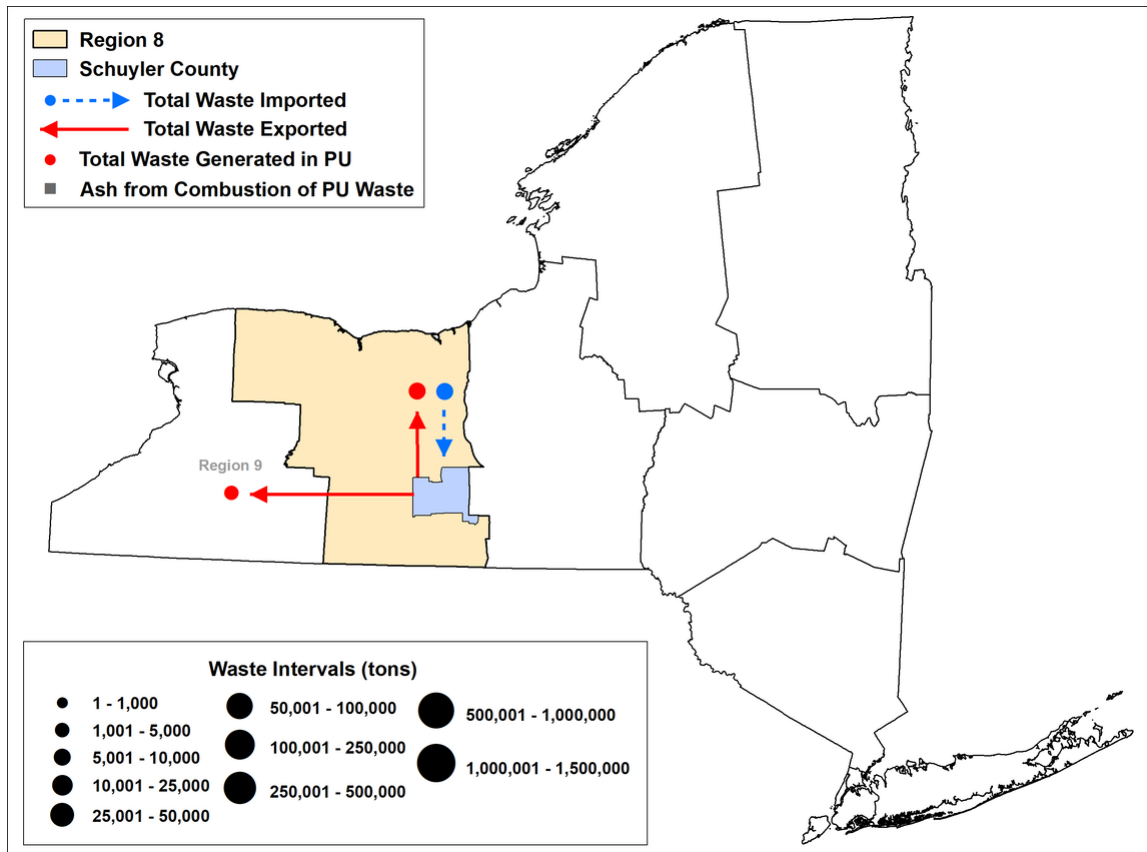 Region 8
Schuyler County
Total Waste Imported
Total Waste Exported
Total Waste Generated in PU
Ash from Combustion of PU Waste
Region 9
Waste Intervals (tons)
1 - 1,000
1,001 - 5,000
5,001 - 10,000
10,001 - 25,000
25,001 - 50,000
50,001 - 100,000
100,001 - 250,000
250,001 - 500,000
500,001 - 1,000,000
1,000,001 - 1,500,000